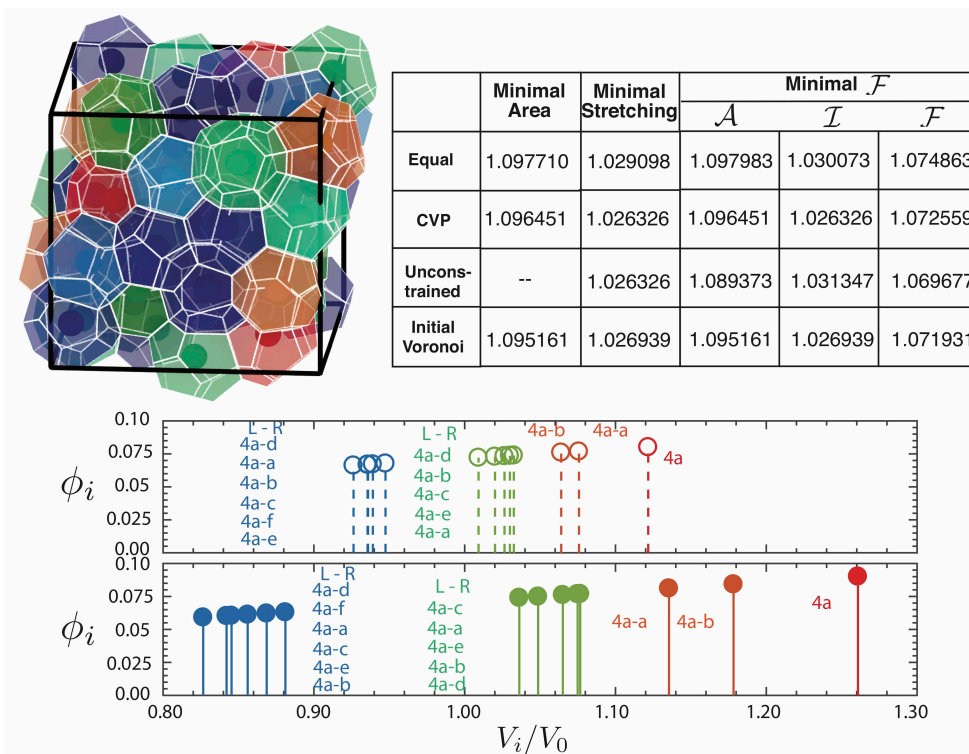 Minimal Area Minimal Stretching Minimal ℱ
𝒜 ℐ ℱ
Equal 1.097710 1.029098 1.097983 1.030073 1.074863
CVP 1.096451 1.026326 1.096451 1.026326 1.072559
Uncons-
trained -- 1.026326 1.089373 1.031347 1.069677
Initial
Voronoi 1.095161 1.026939 1.095161 1.026939 1.071931
ϕi
0.10
0.075
0.05
0.025
0.00
L - R
4a-d
4a-a
4a-b
4a-c
4a-f
4a-e
L - R
4a-d
4a-b
4a-c
4a-e
4a-a
4a-b
4a-a
4a
ϕi
0.10
0.075
0.05
0.025
0.00
L - R
4a-d
4a-f
4a-a
4a-c
4a-e
4a-b
L - R
4a-c
4a-a
4a-e
4a-b
4a-d
4a-a
4a-b
4a
0.80 0.90 1.00 1.10 1.20 1.30
Vi/V0